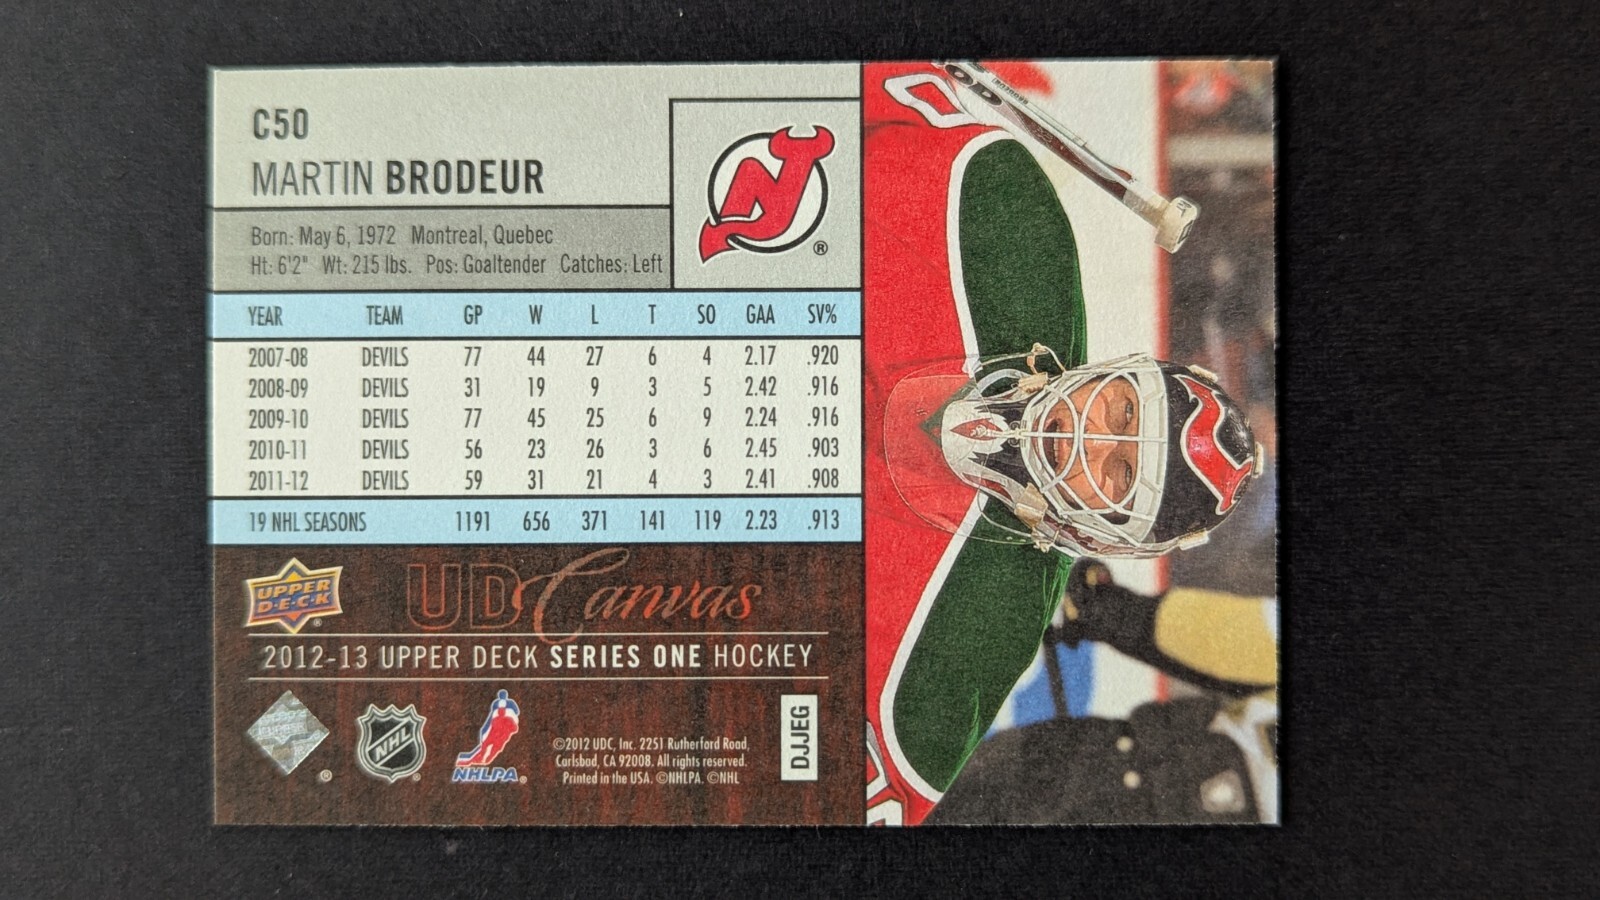 C50
MARTIN BRODEUR
Born: May 6, 1972 Montreal, Quebec
Ht: 6'2" Wt: 215 lbs. Pos: Goaltender Catches: Left
®
YEAR TEAM GP W L T SO GAA SV%
2007-08 DEVILS 77 44 27 6 4 2.17 .920
2008-09 DEVILS 31 19 9 3 5 2.42 .916
2009-10 DEVILS 77 45 25 6 9 2.24 .916
2010-11 DEVILS 56 23 26 3 6 2.45 .903
2011-12 DEVILS 59 31 21 4 3 2.41 .908
19 NHL SEASONS 1191 656 371 141 119 2.23 .913
UPPER DECK ®
UD Canvas
2012-13 UPPER DECK SERIES ONE HOCKEY
®
NHL ®
NHLPA ®
©2012 UDC, Inc. 2251 Rutherford Road,
Carlsbad, CA 92008. All rights reserved.
Printed in the USA. ©NHLPA. ©NHL
DJJEG